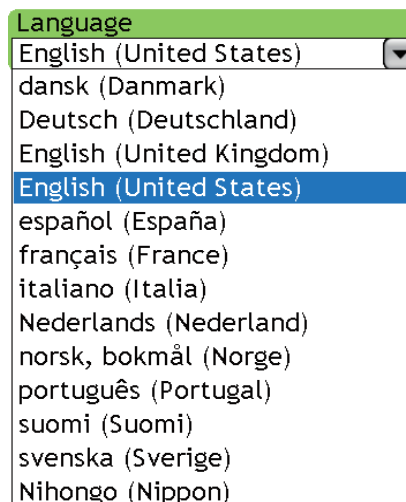 Language
English (United States)
dansk (Danmark)
Deutsch (Deutschland)
English (United Kingdom)
English (United States)
español (España)
français (France)
italiano (Italia)
Nederlands (Nederland)
norsk, bokmål (Norge)
português (Portugal)
suomi (Suomi)
svenska (Sverige)
Nihongo (Nippon)